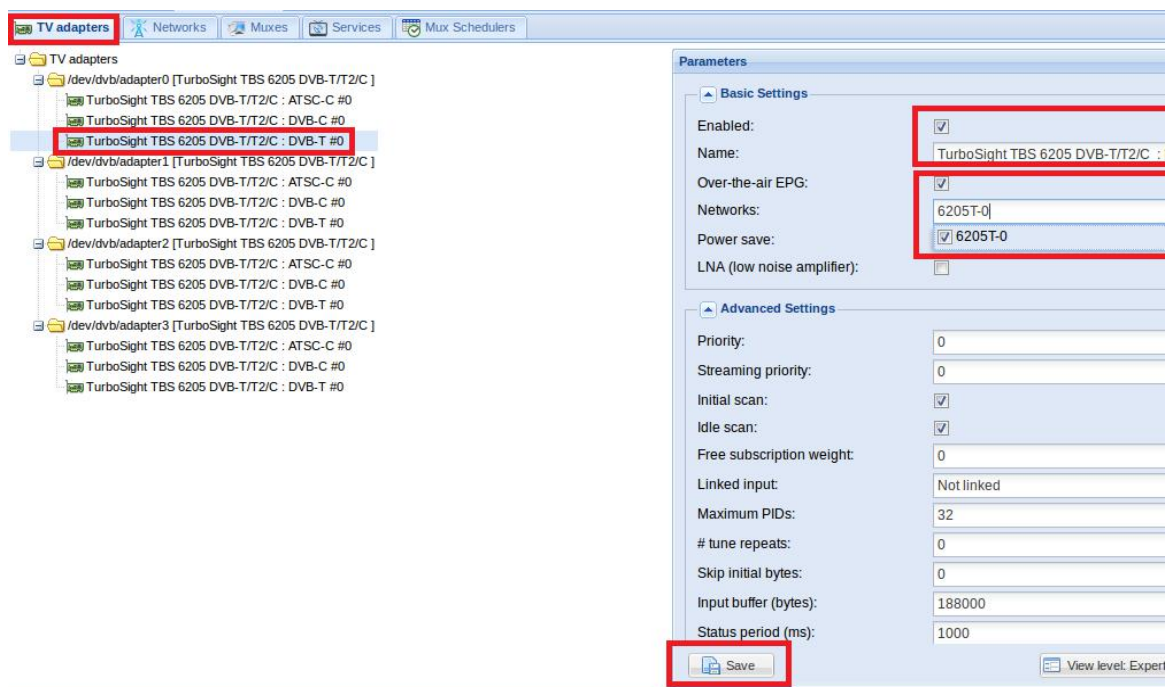 TV adapters Networks Muxes Services Mux Schedulers
TV adapters
/dev/dvb/adapter0 [TurboSight TBS 6205 DVB-T/T2/C ]
TurboSight TBS 6205 DVB-T/T2/C : ATSC-C #0
TurboSight TBS 6205 DVB-T/T2/C : DVB-C #0
TurboSight TBS 6205 DVB-T/T2/C : DVB-T #0
/dev/dvb/adapter1 [TurboSight TBS 6205 DVB-T/T2/C ]
TurboSight TBS 6205 DVB-T/T2/C : ATSC-C #0
TurboSight TBS 6205 DVB-T/T2/C : DVB-C #0
TurboSight TBS 6205 DVB-T/T2/C : DVB-T #0
/dev/dvb/adapter2 [TurboSight TBS 6205 DVB-T/T2/C ]
TurboSight TBS 6205 DVB-T/T2/C : ATSC-C #0
TurboSight TBS 6205 DVB-T/T2/C : DVB-C #0
TurboSight TBS 6205 DVB-T/T2/C : DVB-T #0
/dev/dvb/adapter3 [TurboSight TBS 6205 DVB-T/T2/C ]
TurboSight TBS 6205 DVB-T/T2/C : ATSC-C #0
TurboSight TBS 6205 DVB-T/T2/C : DVB-C #0
TurboSight TBS 6205 DVB-T/T2/C : DVB-T #0
Parameters
Basic Settings
Enabled:
Name: TurboSight TBS 6205 DVB-T/T2/C :
Over-the-air EPG:
Networks: 6205T-0
Power save: 6205T-0
LNA (low noise amplifier):
Advanced Settings
Priority: 0
Streaming priority: 0
Initial scan:
Idle scan:
Free subscription weight: 0
Linked input: Not linked
Maximum PIDs: 32
# tune repeats: 0
Skip initial bytes: 0
Input buffer (bytes): 188000
Status period (ms): 1000
Save View level: Expert